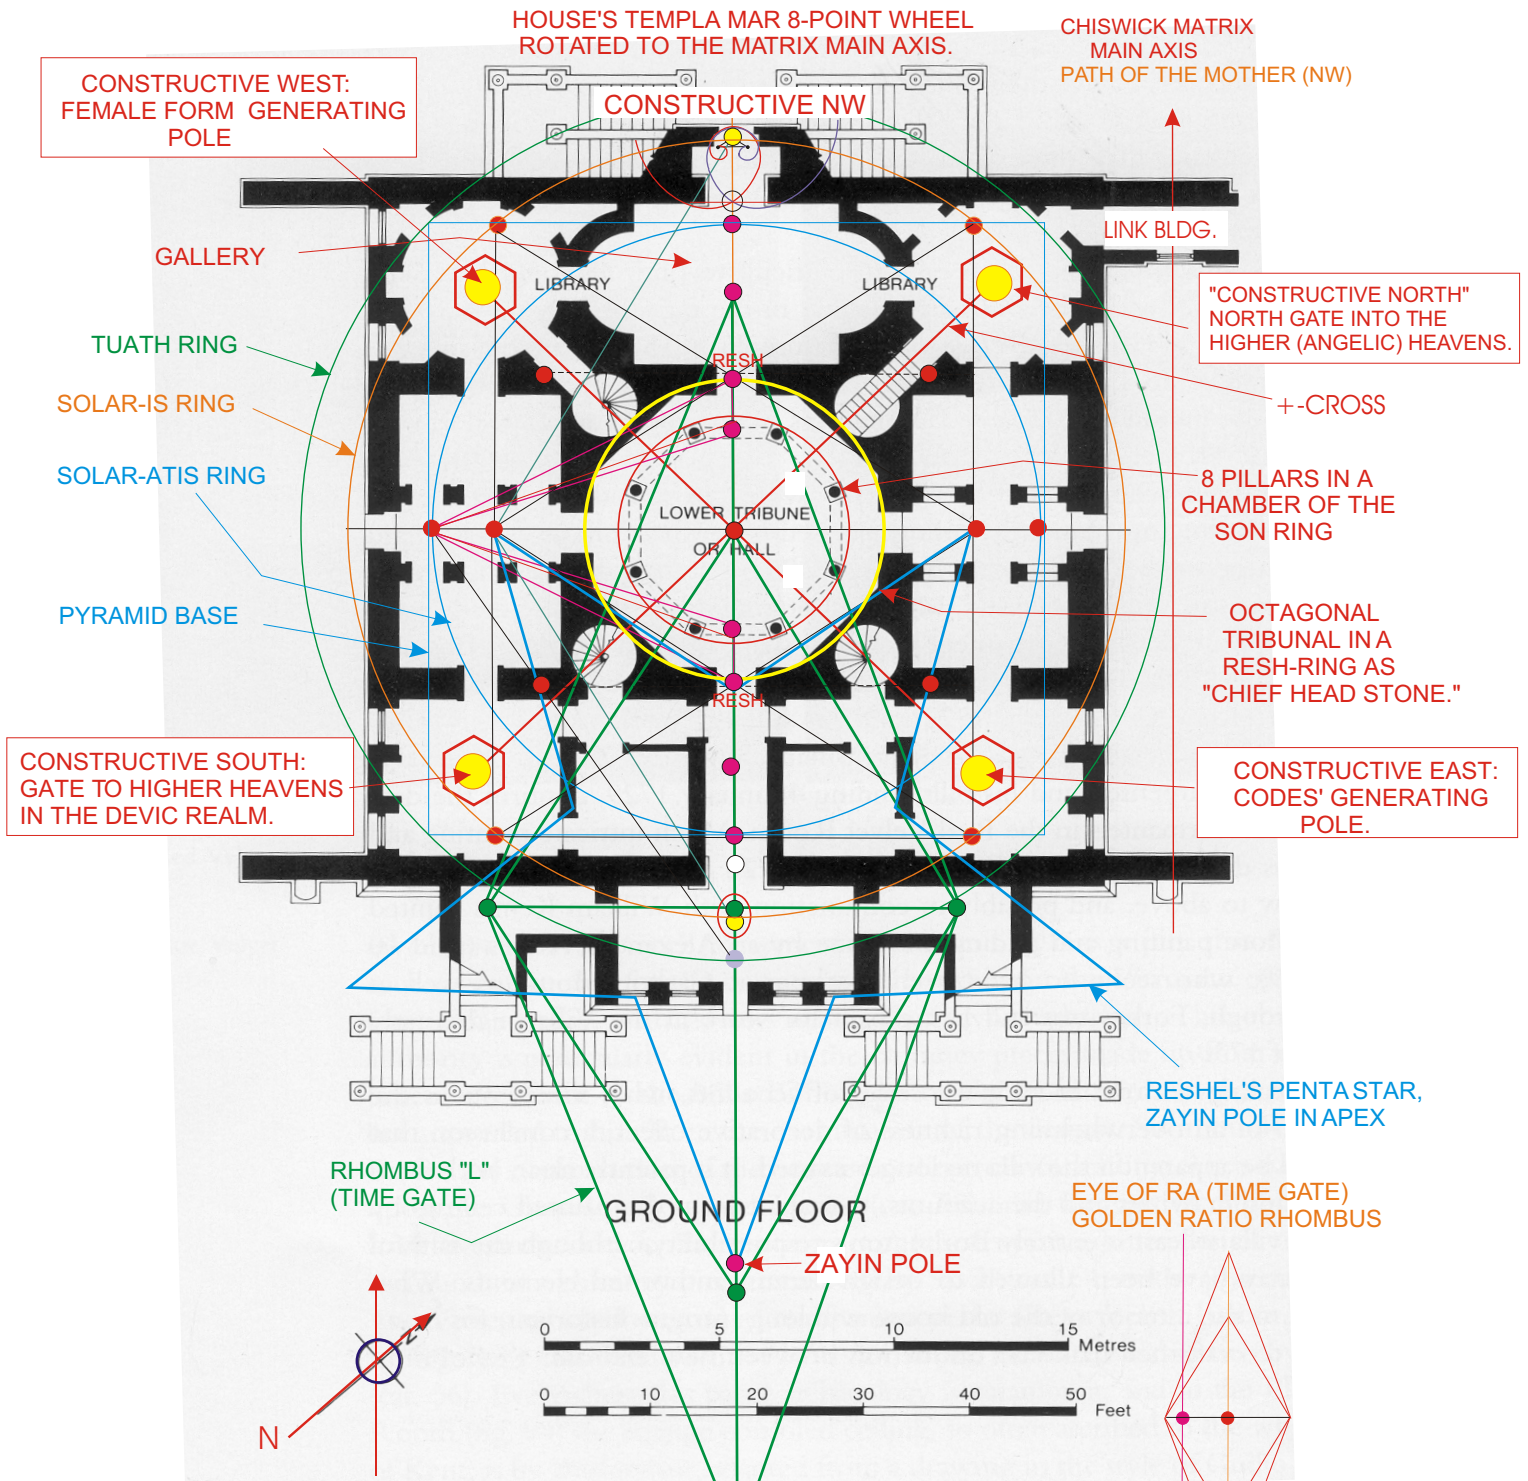 HOUSE'S TEMPLA MAR 8-POINT WHEEL
ROTATED TO THE MATRIX MAIN AXIS.
CHISWICK MATRIX
MAIN AXIS
PATH OF THE MOTHER (NW)
CONSTRUCTIVE WEST:
FEMALE FORM GENERATING
POLE
CONSTRUCTIVE NW
LINK BLDG.
GALLERY
LIBRARY
LIBRARY
"CONSTRUCTIVE NORTH"
NORTH GATE INTO THE
HIGHER (ANGELIC) HEAVENS.
TUATH RING
RESH
SOLAR-IS RING
+-CROSS
SOLAR-ATIS RING
8 PILLARS IN A
CHAMBER OF THE
SON RING
LOWER TRIBUNE
OR HALL
PYRAMID BASE
OCTAGONAL
TRIBUNAL IN A
RESH-RING AS
"CHIEF HEAD STONE."
RESH
CONSTRUCTIVE SOUTH:
GATE TO HIGHER HEAVENS
IN THE DEVIC REALM.
CONSTRUCTIVE EAST:
CODES' GENERATING
POLE.
RESHEL'S PENTA STAR,
ZAYIN POLE IN APEX
RHOMBUS "L"
(TIME GATE)
GROUND FLOOR
EYE OF RA (TIME GATE)
GOLDEN RATIO RHOMBUS
ZAYIN POLE
0 5 10 15
Metres
0 10 20 30 40 50
Feet
N